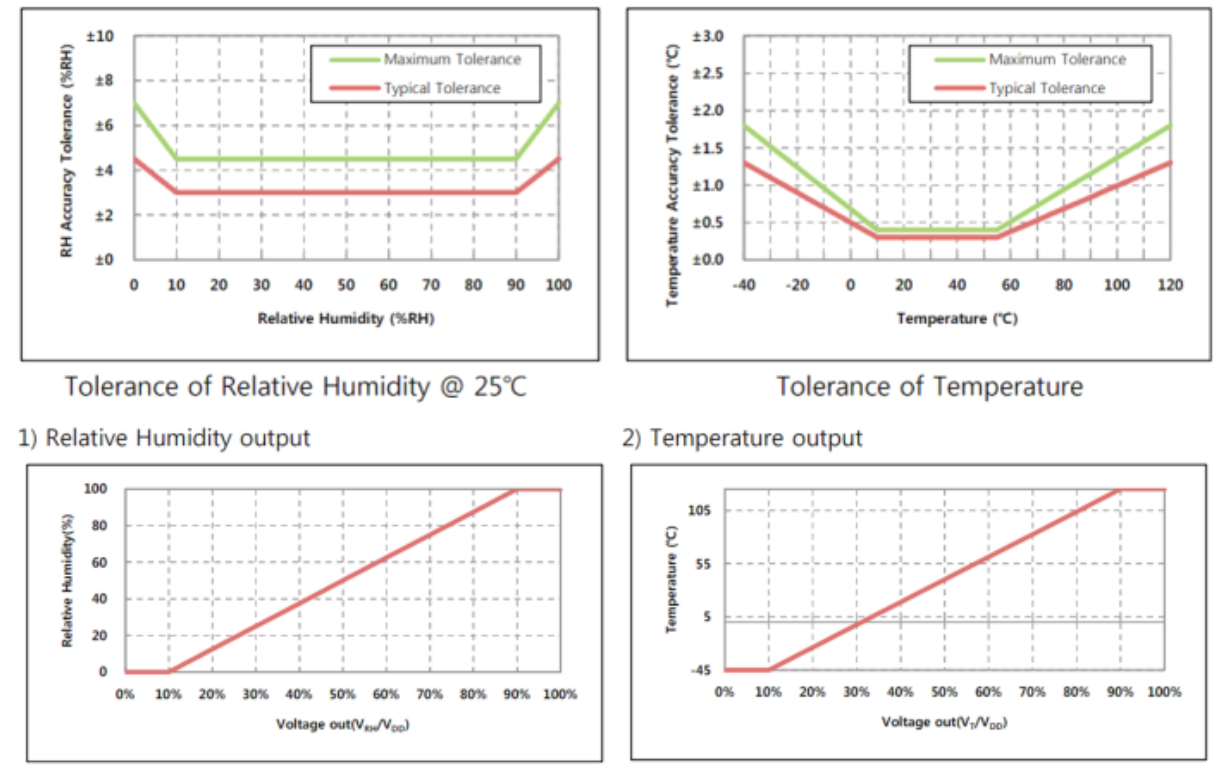 ±10
±8
±6
±4
±2
±0
RH Accuracy Tolerance (%RH)
Maximum Tolerance
Typical Tolerance
0 10 20 30 40 50 60 70 80 90 100
Relative Humidity (%RH)
±3.0
±2.5
±2.0
±1.5
±1.0
±0.5
±0.0
Temperature Accuracy Tolerance (℃)
Maximum Tolerance
Typical Tolerance
-40 -20 0 20 40 60 80 100 120
Temperature (℃)
Tolerance of Relative Humidity @ 25℃
Tolerance of Temperature
1) Relative Humidity output
2) Temperature output
100
80
60
40
20
0
Relative Humidity(%)
0% 10% 20% 30% 40% 50% 60% 70% 80% 90% 100%
Voltage out(VRH/VDD)
105
55
5
-45
Temperature (℃)
0% 10% 20% 30% 40% 50% 60% 70% 80% 90% 100%
Voltage out(VT/VDD)